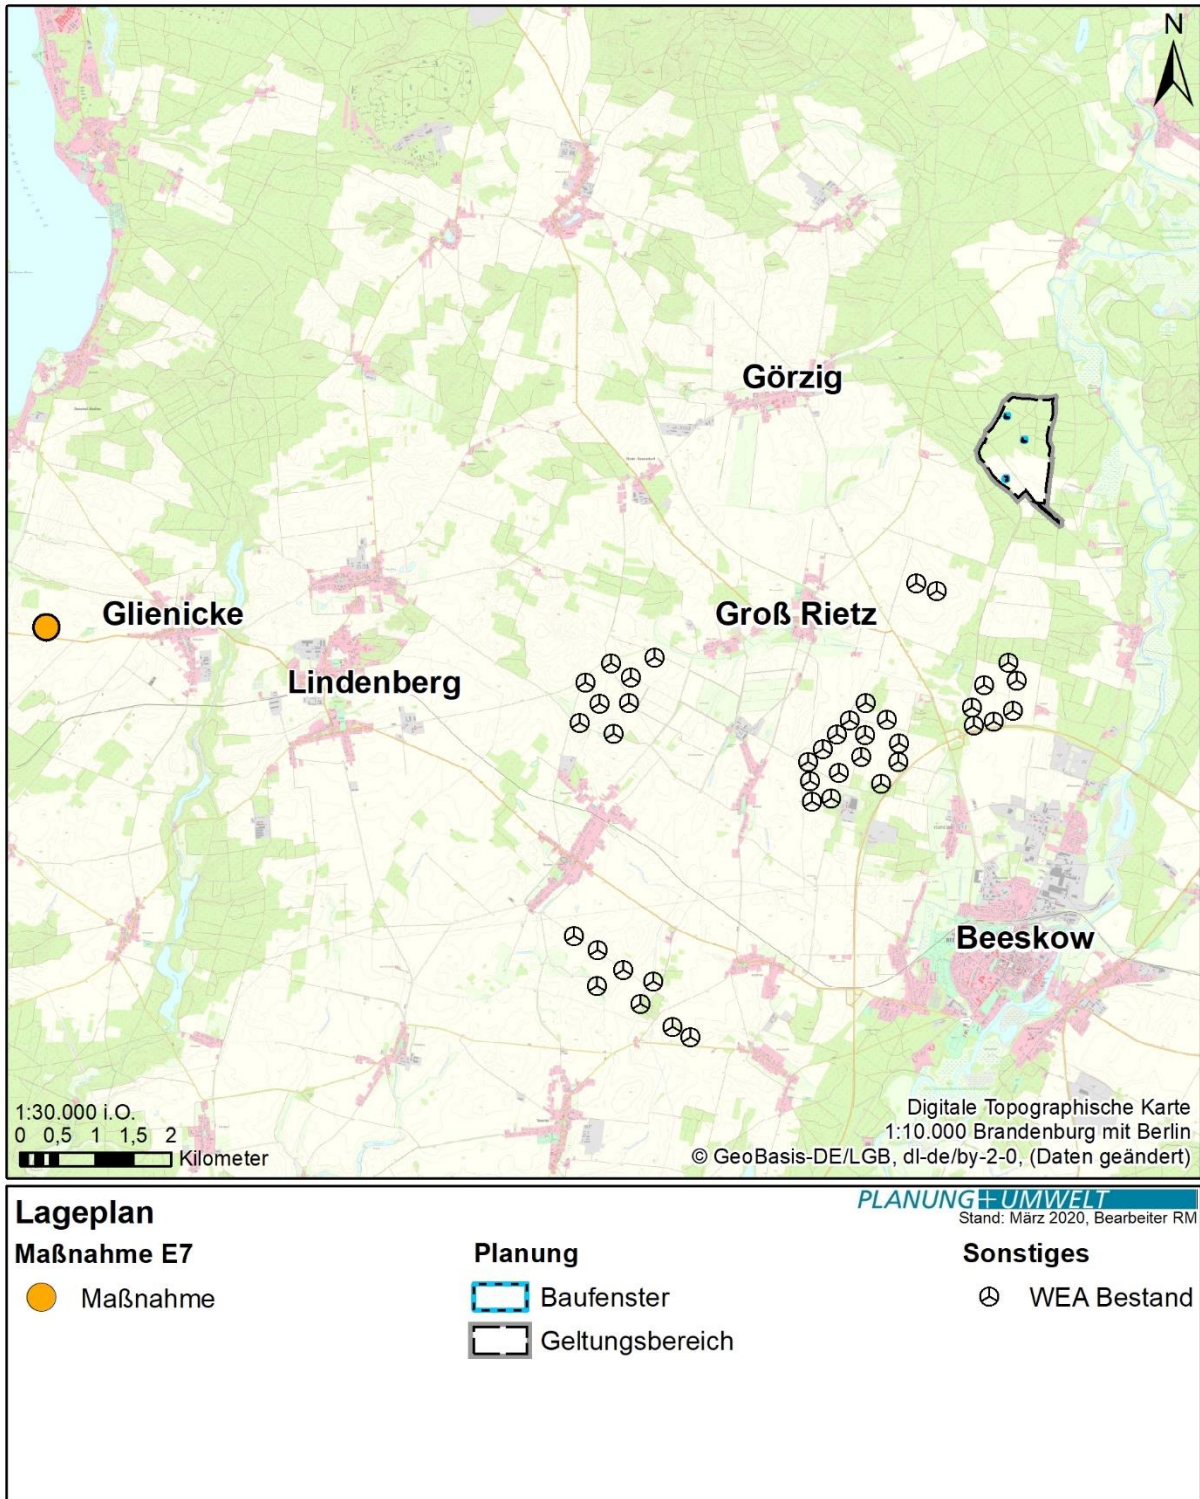 N
Görzig
Glienicke
Groß Rietz
Lindenberg
Beeskow
1:30.000 i.O.
0 0,5 1 1,5 2
Kilometer
Digitale Topographische Karte
1:10.000 Brandenburg mit Berlin
© GeoBasis-DE/LGB, dl-de/by-2-0, (Daten geändert)
PLANUNG+UMWELT
Stand: März 2020, Bearbeiter RM
Lageplan
Maßnahme E7
Maßnahme
Planung
Baufenster
Geltungsbereich
Sonstiges
WEA Bestand